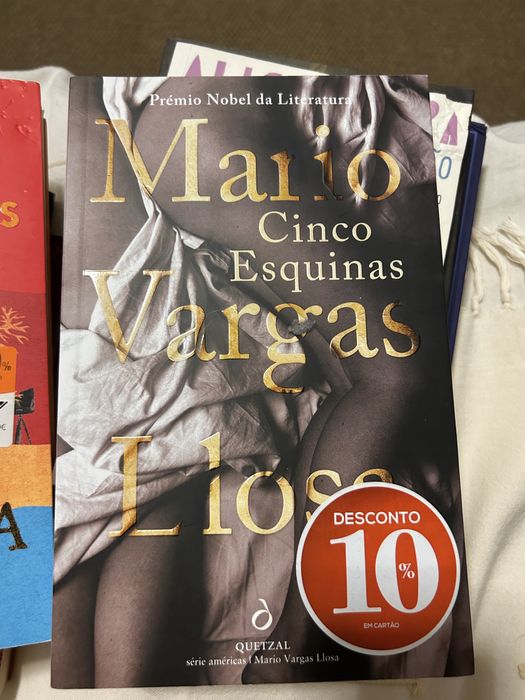 Prémio Nobel da Literatura
Mario
Cinco
Esquinas
Vargas
Llosa
DESCONTO
10%
EM CARTÃO
QUETZAL
série américas | Mario Vargas Llosa